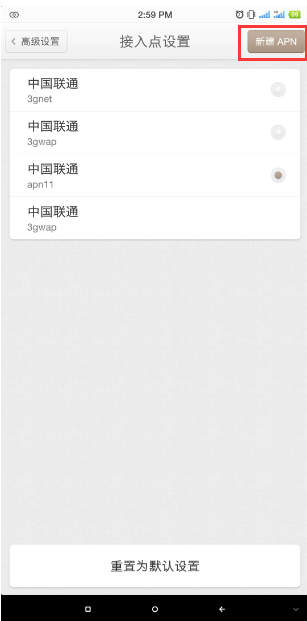 2:59 PM
高级设置
接入点设置
新建 APN
中国联通
3gnet
中国联通
3gwap
中国联通
apn11
中国联通
3gwap
重置为默认设置